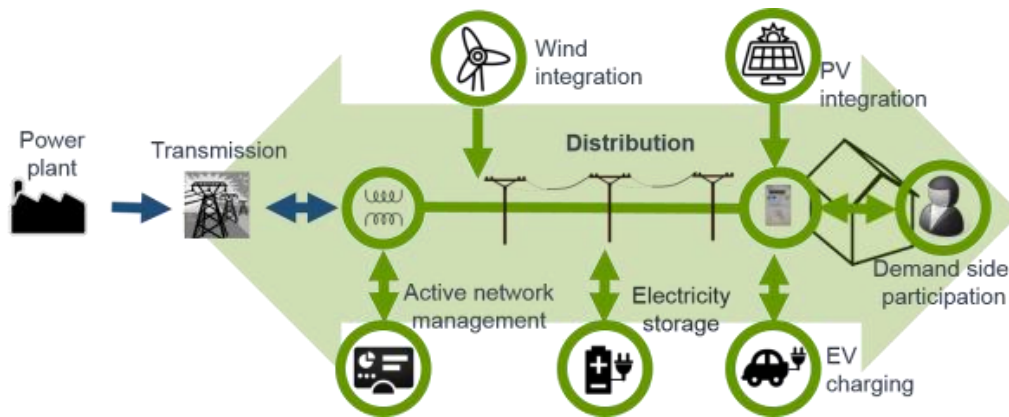 Wind
integration
PV
integration
Power
plant
Transmission
Distribution
Active network
management
Electricity
storage
Demand side
participation
EV
charging